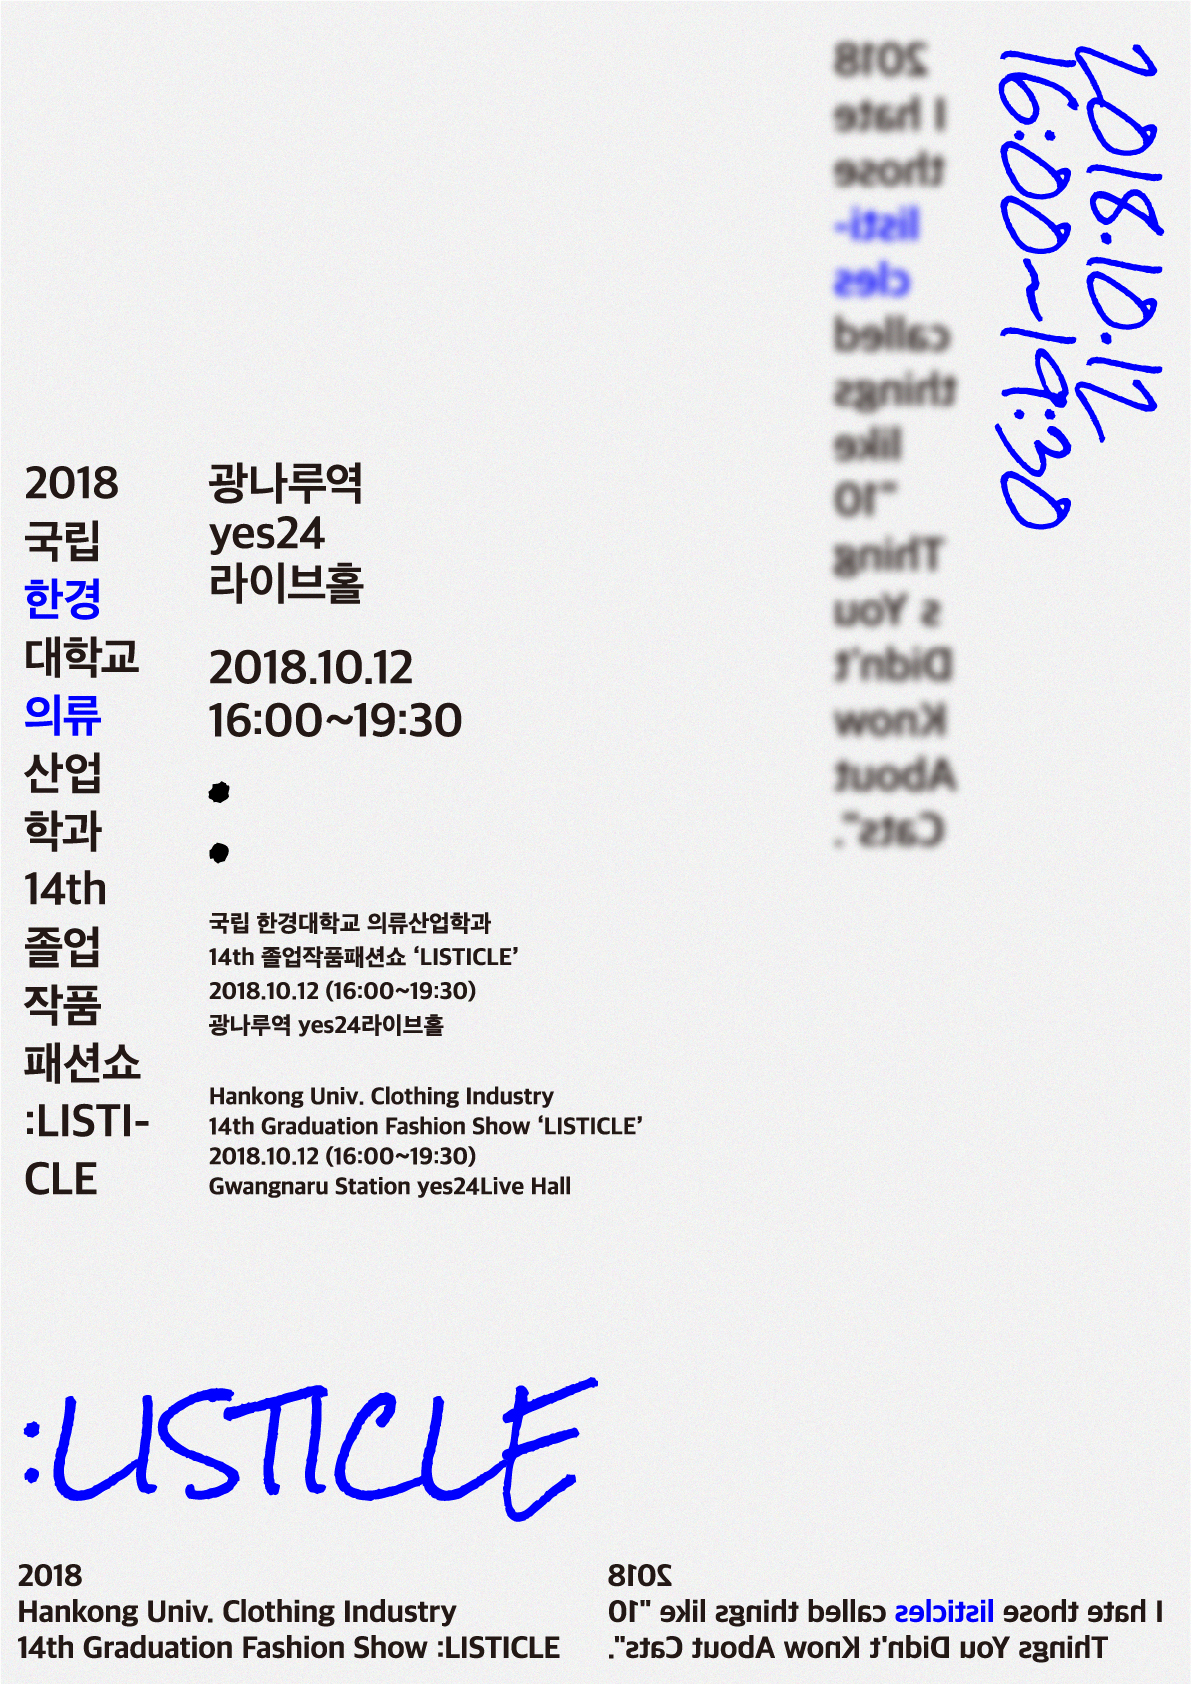 2018
I hate
those
listi-
cles
called
things
like
"10
Thing
s You
Didn't
Know
About
Cats".
2018.10.12
16:00~19:30
2018
국립
한경
대학교
의류
산업
학과
14th
졸업
작품
패션쇼
:LISTI-
CLE
광나루역
yes24
라이브홀
2018.10.12
16:00~19:30
:
국립 한경대학교 의류산업학과
14th 졸업작품패션쇼 ‘LISTICLE’
2018.10.12 (16:00~19:30)
광나루역 yes24라이브홀
Hankong Univ. Clothing Industry
14th Graduation Fashion Show ‘LISTICLE’
2018.10.12 (16:00~19:30)
Gwangnaru Station yes24Live Hall
:LISTICLE
2018
Hankong Univ. Clothing Industry
14th Graduation Fashion Show :LISTICLE
2018
I hate those listicles called things like "10
Things You Didn't Know About Cats".